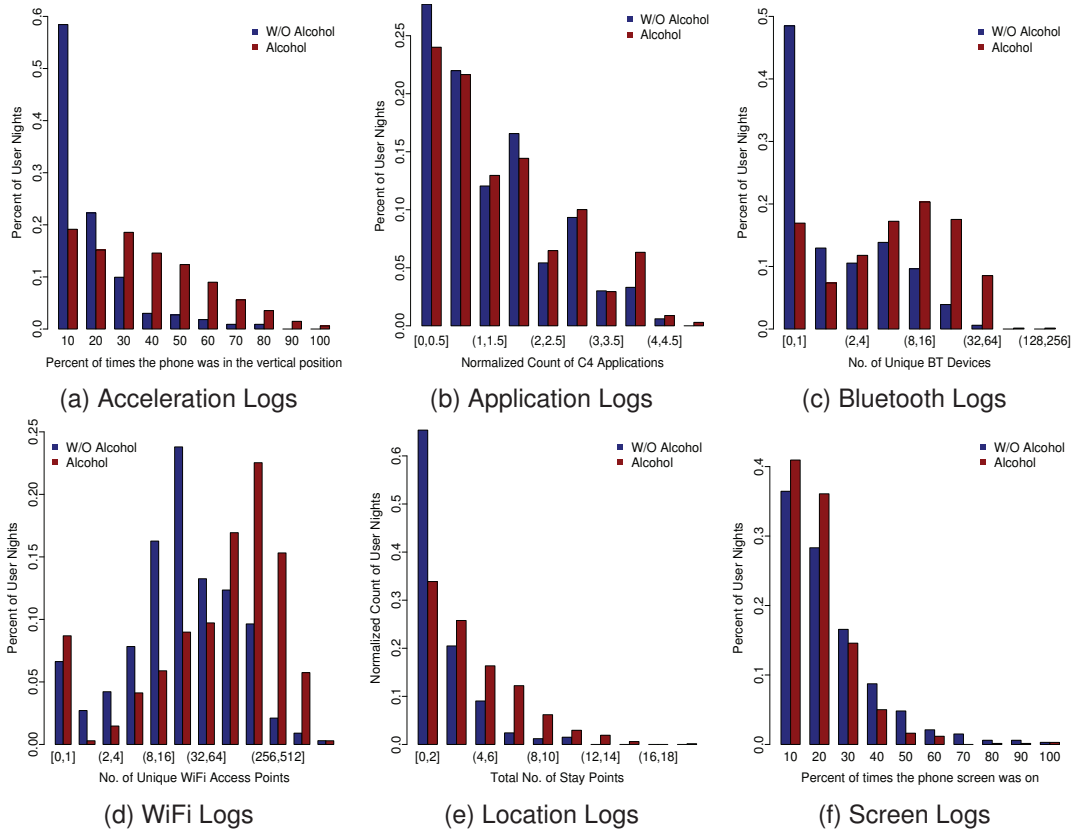 0.0 0.1 0.2 0.3 0.4 0.5 0.6
Percent of User Nights
W/O Alcohol
Alcohol
10 20 30 40 50 60 70 80 90 100
Percent of times the phone was in the vertical position
(a) Acceleration Logs
0.00 0.05 0.10 0.15 0.20 0.25
Percent of User Nights
W/O Alcohol
Alcohol
[0,0.5] (1,1.5] (2,2.5] (3,3.5] (4,4.5]
Normalized Count of C4 Applications
(b) Application Logs
0.0 0.1 0.2 0.3 0.4 0.5
Percent of User Nights
W/O Alcohol
Alcohol
[0,1] (2,4] (8,16] (32,64] (128,256]
No. of Unique BT Devices
(c) Bluetooth Logs
0.00 0.05 0.10 0.15 0.20 0.25
Percent of User Nights
W/O Alcohol
Alcohol
[0,1] (2,4] (8,16] (32,64] (256,512]
No. of Unique WiFi Access Points
(d) WiFi Logs
0.0 0.1 0.2 0.3 0.4 0.5 0.6
Normalized Count of User Nights
W/O Alcohol
Alcohol
[0,2] (4,6] (8,10] (12,14] (16,18]
Total No. of Stay Points
(e) Location Logs
0.0 0.1 0.2 0.3 0.4
Percent of User Nights
W/O Alcohol
Alcohol
10 20 30 40 50 60 70 80 90 100
Percent of times the phone screen was on
(f) Screen Logs